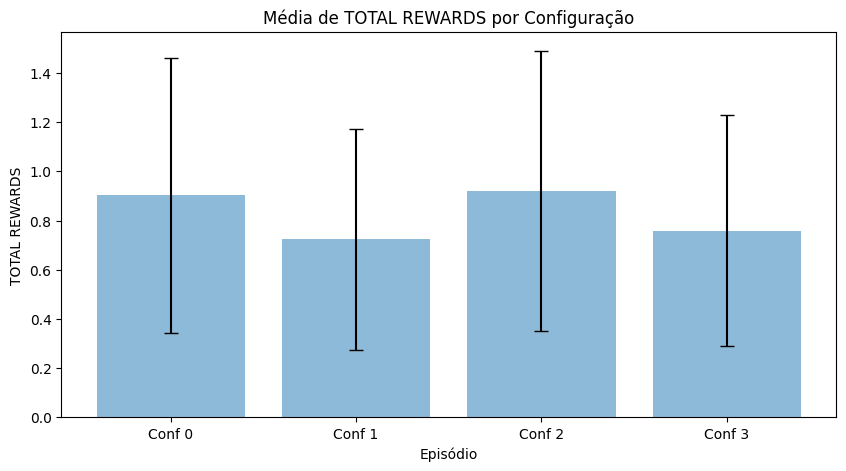 Média de TOTAL REWARDS por Configuração
TOTAL REWARDS
1.4
1.2
1.0
0.8
0.6
0.4
0.2
0.0
Conf 0 Conf 1 Conf 2 Conf 3
Episódio